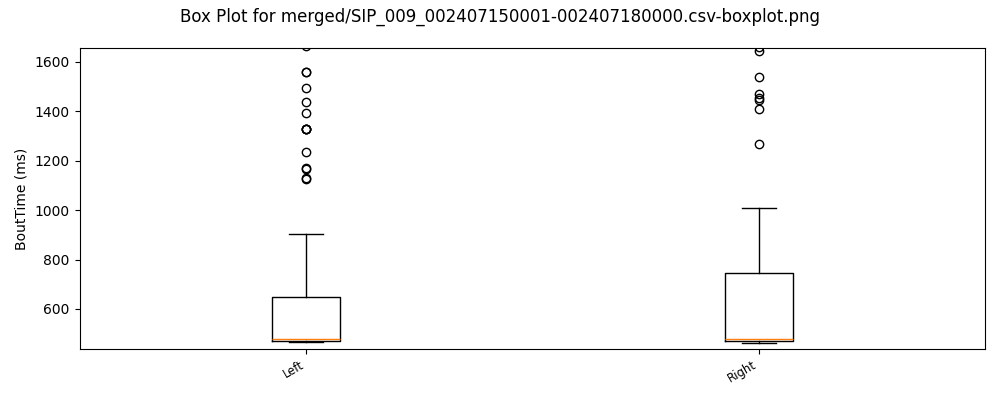 Box Plot for merged/SIP_009_002407150001-002407180000.csv-boxplot.png
1600
1400
1200
1000
800
600
BoutTime (ms)
Left
Right